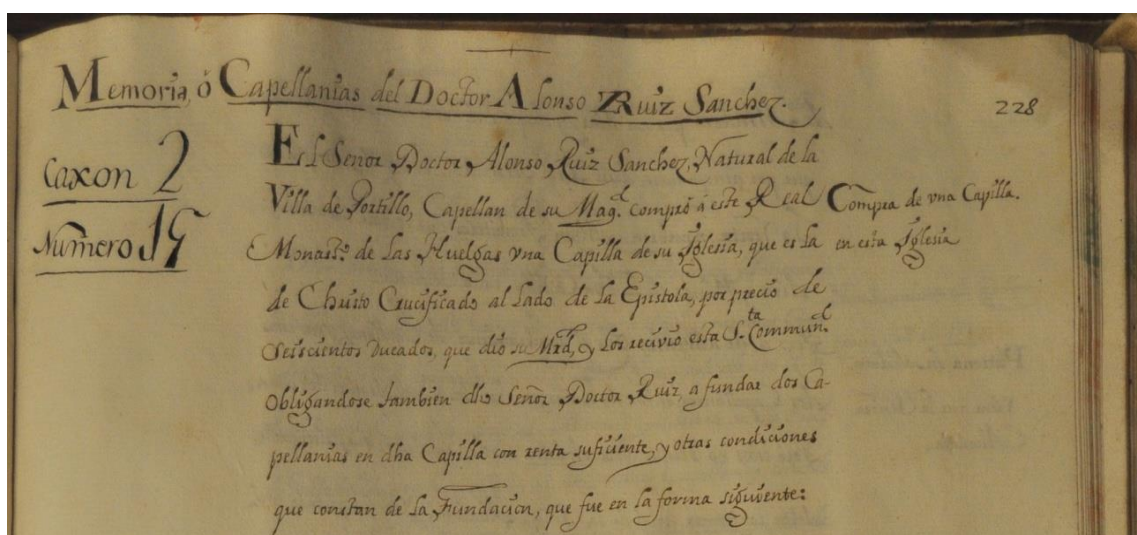 Memoria, ó Capellanias del Doctor Alonso Ruiz Sanchez.
228
Caxon 2
Numero 19
El Señor Doctor Alonso Ruiz Sanchez, Natural de la
Villa de Portillo, Capellan de su Mag.d compró á este Real
Monast.o de las Huelgas vna Capilla de su Iglesia, que es la
de Christo Crucificado al lado de la Epistola, por precio de
Seiscientos Ducados, que dio su Mrd, y los recivio esta S.ta Commun.d
Obligandose tambien dho Señor Doctor Ruiz, a fundar dos Ca-
pellanias en dha Capilla con renta suficiente, y otras condiciones
que constan de la Fundacion, que fue en la forma siguiente:
Compra de vna Capilla.
en esta Iglesia